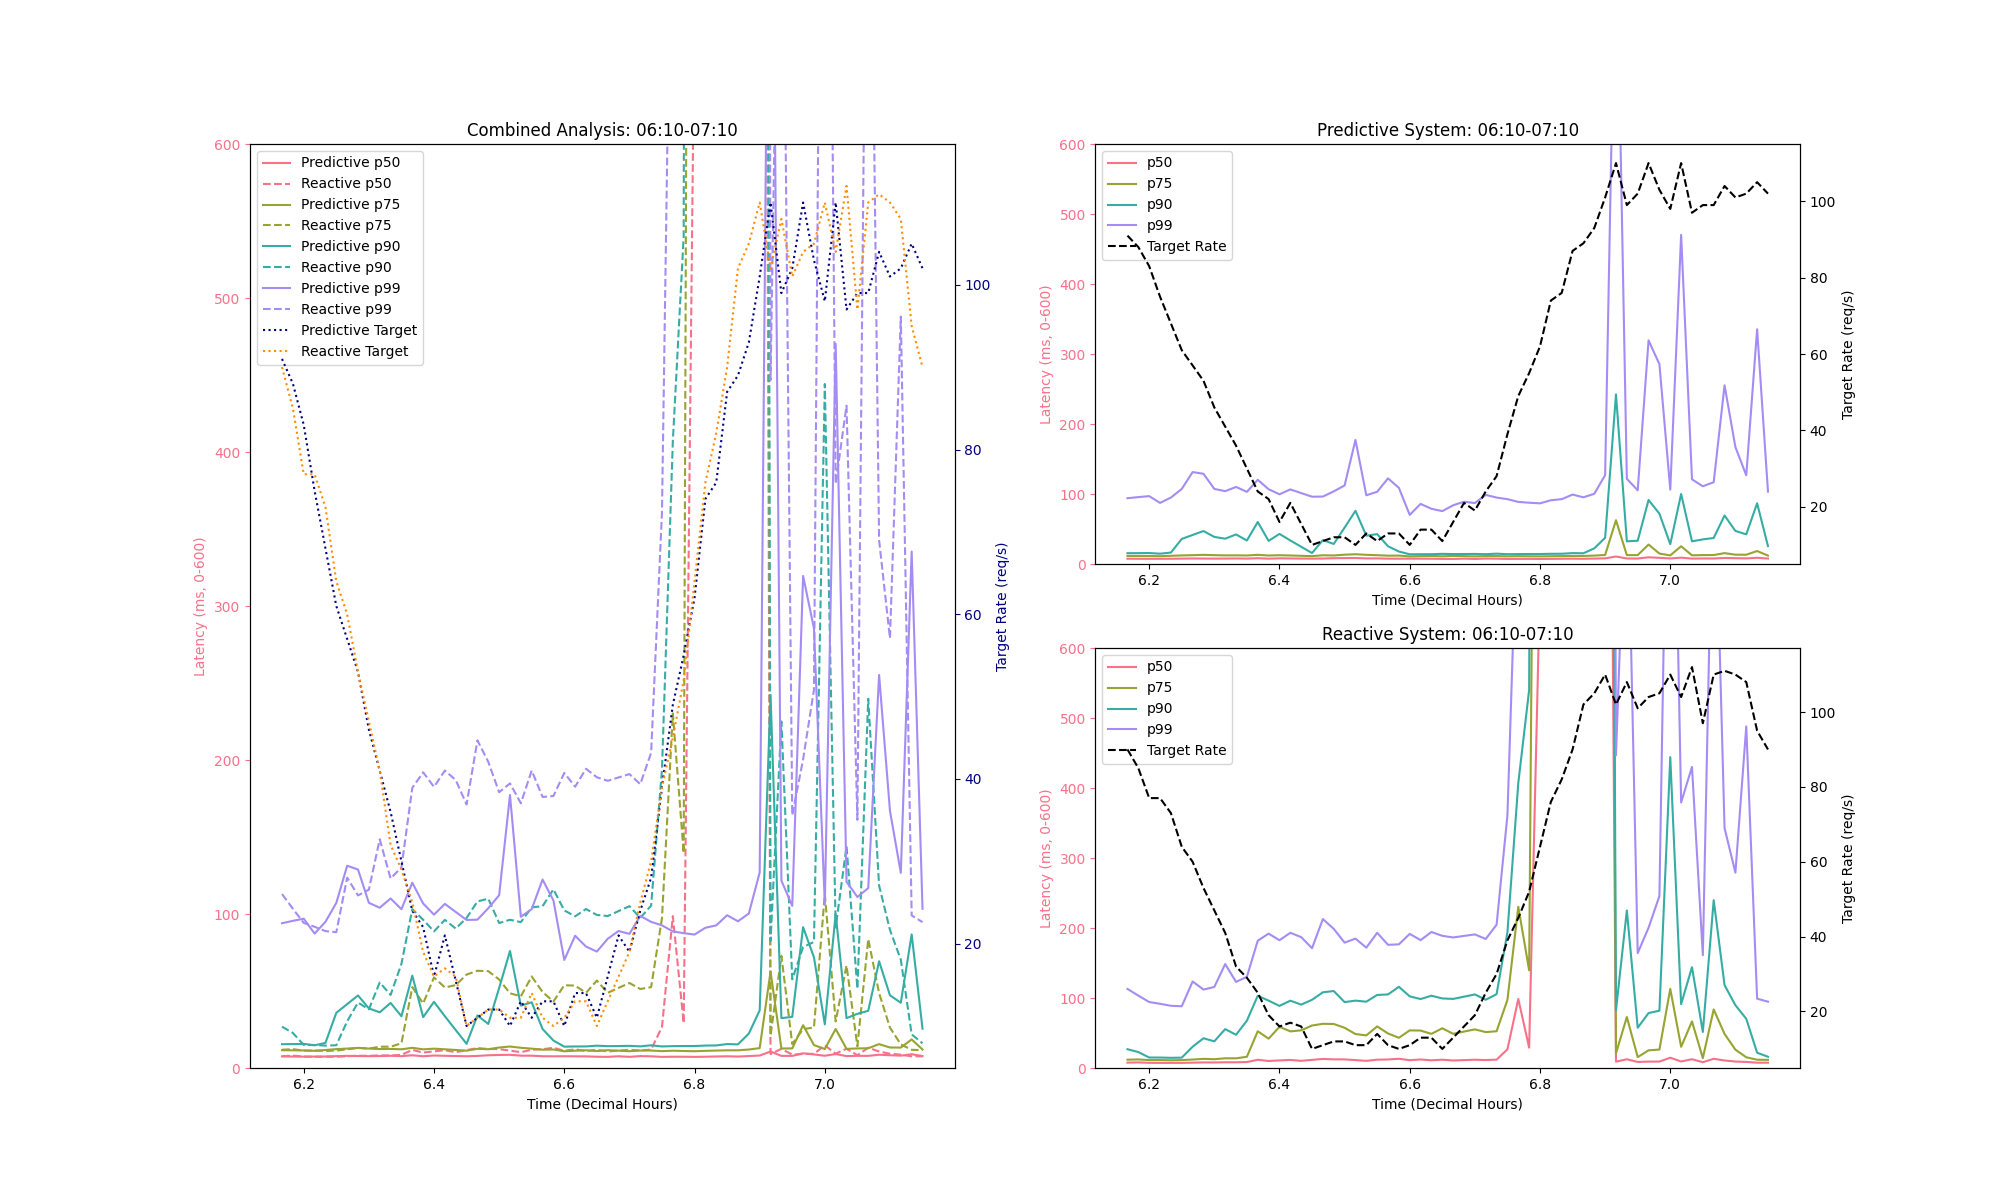 Combined Analysis: 06:10-07:10
600
500
400
300
200
100
0
Latency (ms, 0-600)
Predictive p50
Reactive p50
Predictive p75
Reactive p75
Predictive p90
Reactive p90
Predictive p99
Reactive p99
Predictive Target
Reactive Target
100
80
60
40
20
Target Rate (req/s)
6.2 6.4 6.6 6.8 7.0
Time (Decimal Hours)
Predictive System: 06:10-07:10
600
500
400
300
200
100
0
Latency (ms, 0-600)
p50
p75
p90
p99
Target Rate
100
80
60
40
20
Target Rate (req/s)
6.2 6.4 6.6 6.8 7.0
Time (Decimal Hours)
Reactive System: 06:10-07:10
600
500
400
300
200
100
0
Latency (ms, 0-600)
p50
p75
p90
p99
Target Rate
100
80
60
40
20
Target Rate (req/s)
6.2 6.4 6.6 6.8 7.0
Time (Decimal Hours)